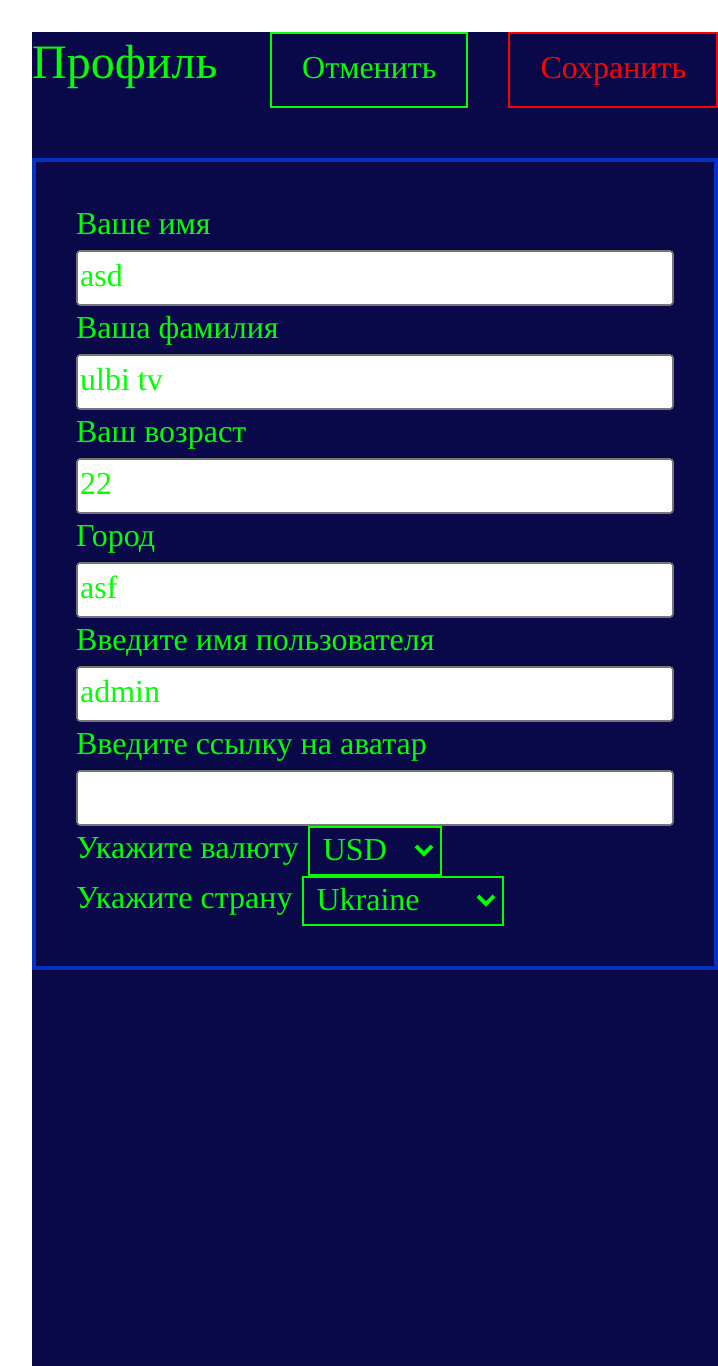 Профиль Отменить Сохранить
Ваше имя
asd
Ваша фамилия
ulbi tv
Ваш возраст
22
Город
asf
Введите имя пользователя
admin
Введите ссылку на аватар
Укажите валюту USD
Укажите страну Ukraine